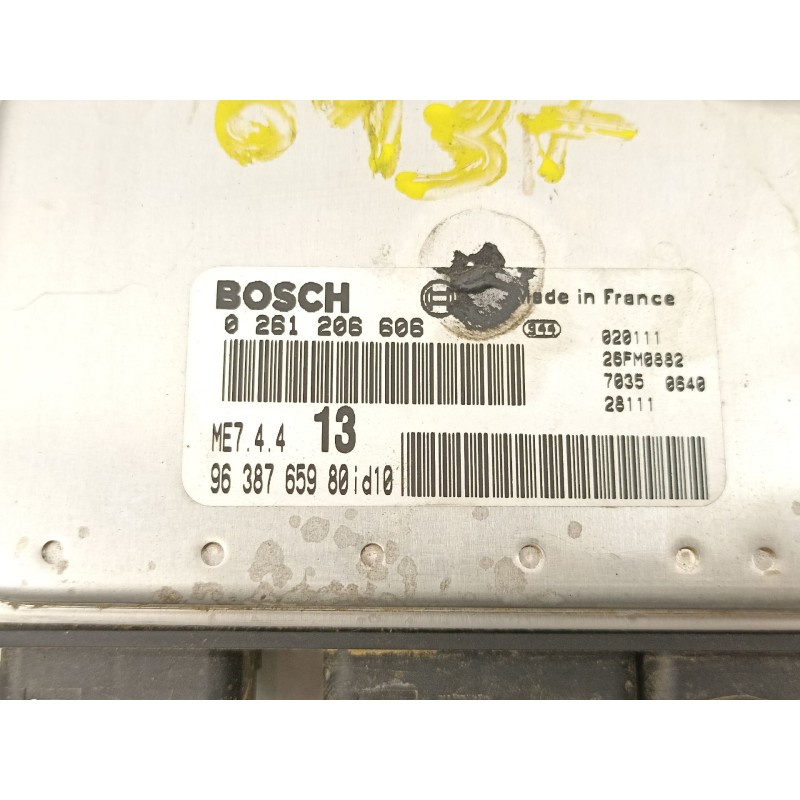 BOSCH
made in France
0 261 206 606
944
020111
26FM0882
7035 0640
28111
ME7.4.4 13
96 387 659 80id10